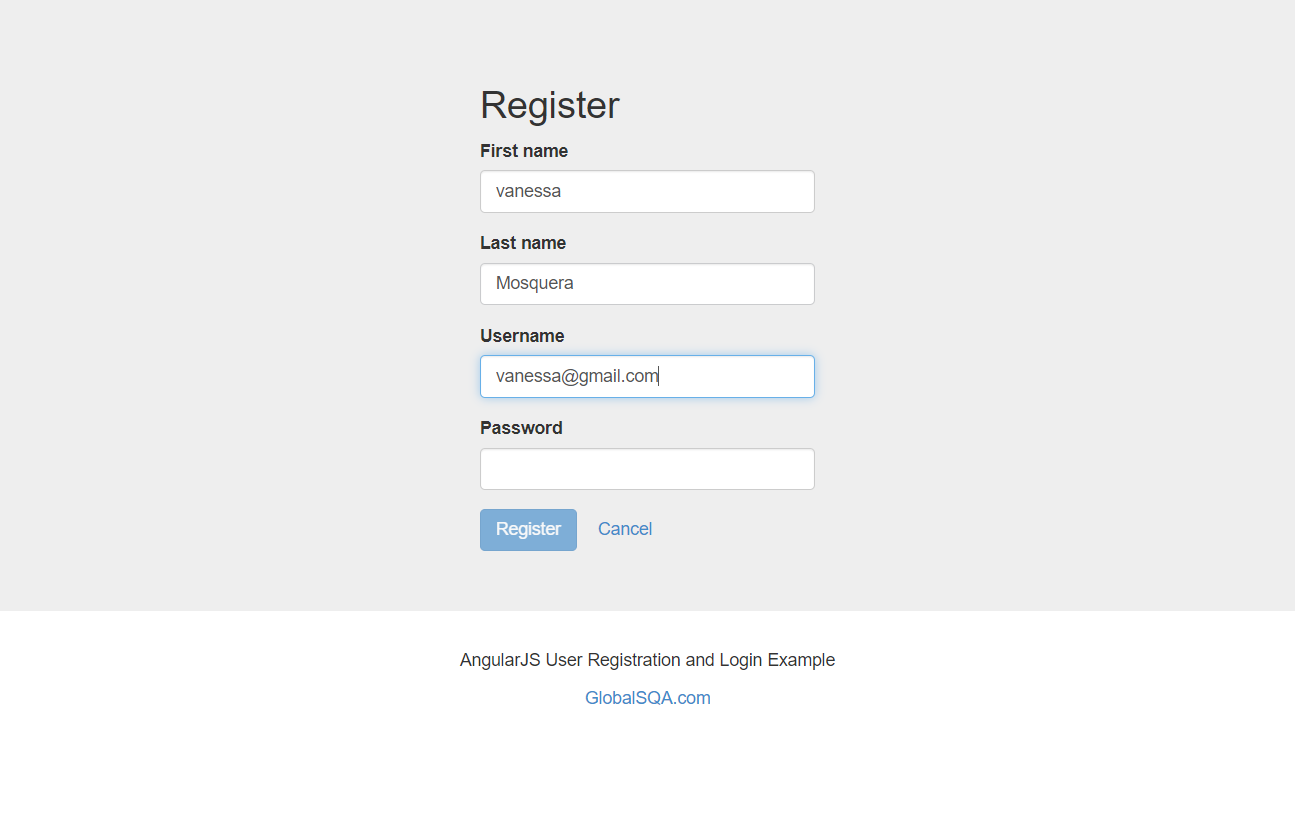 Register
First name
vanessa
Last name
Mosquera
Username
vanessa@gmail.com
Password
Register Cancel
AngularJS User Registration and Login Example
GlobalSQA.com